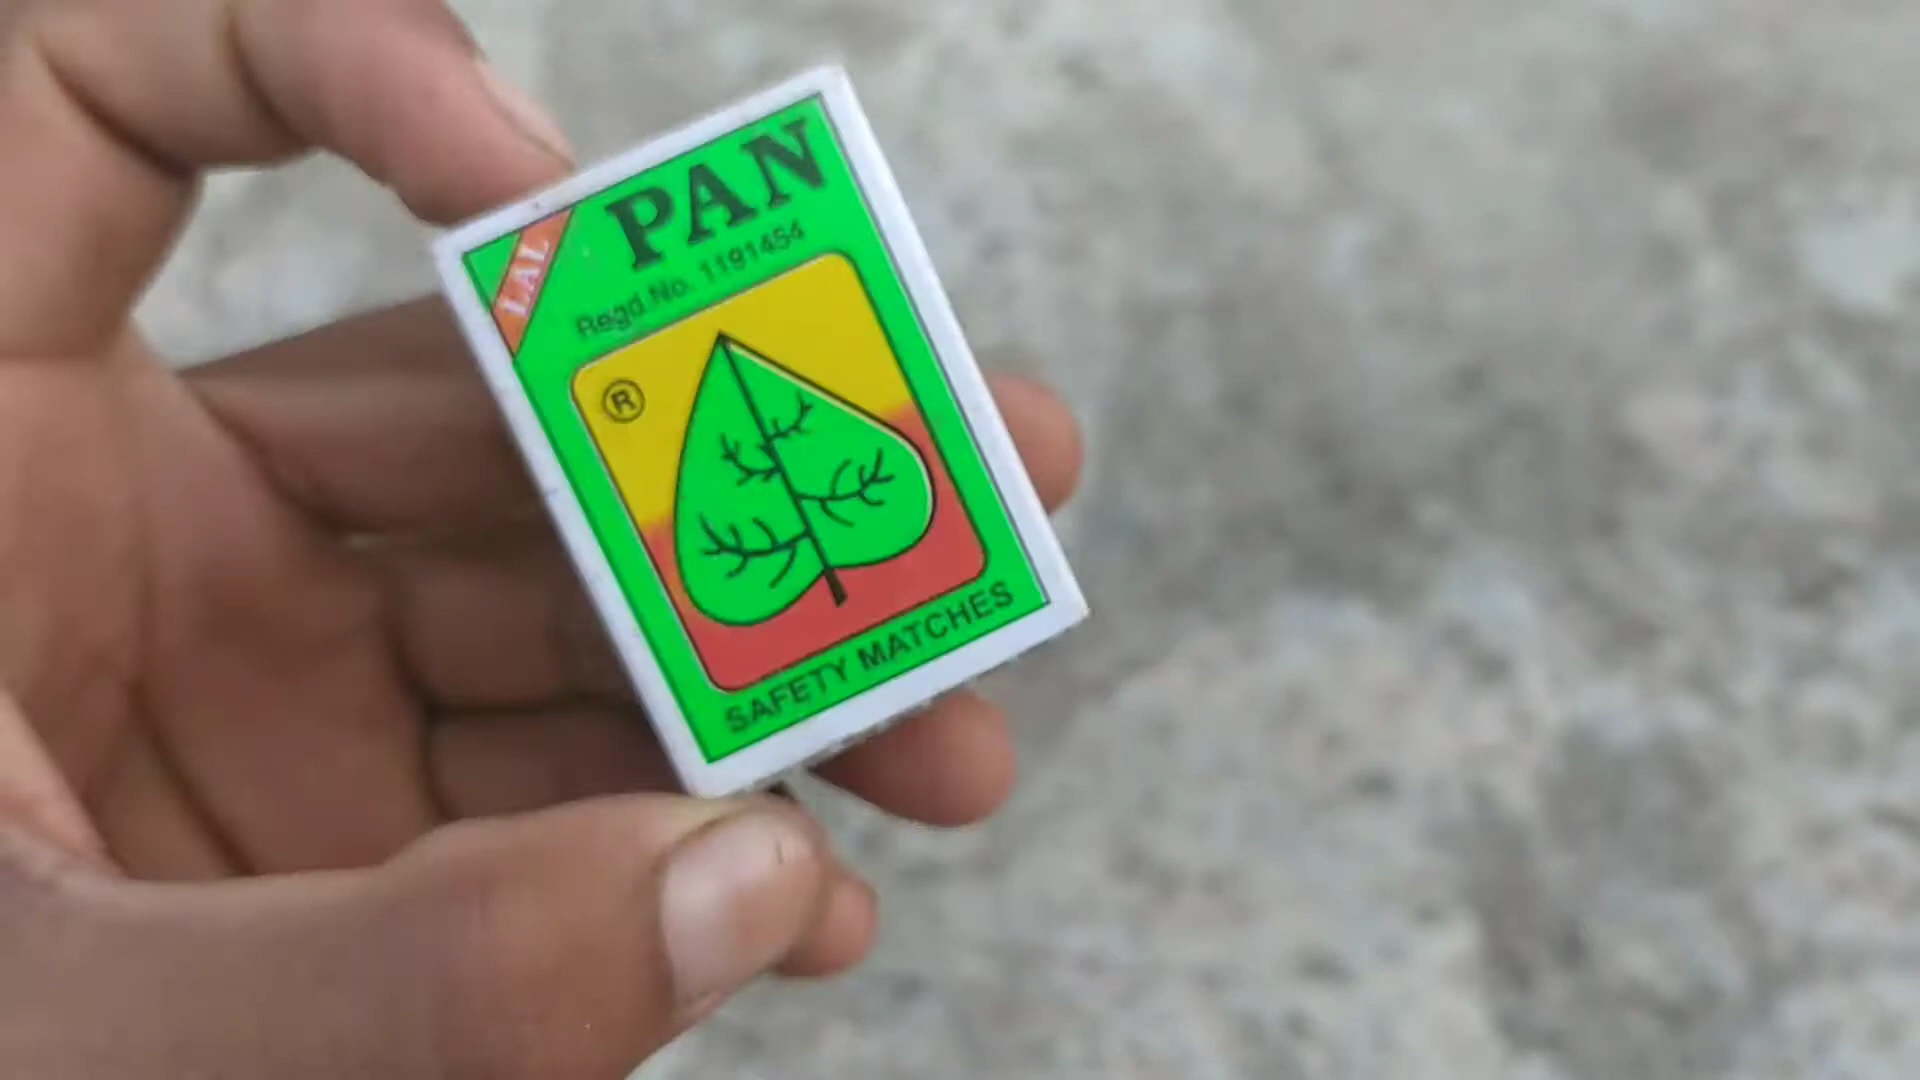 LAL
PAN
Regd.No. 1191454
®
SAFETY MATCHES